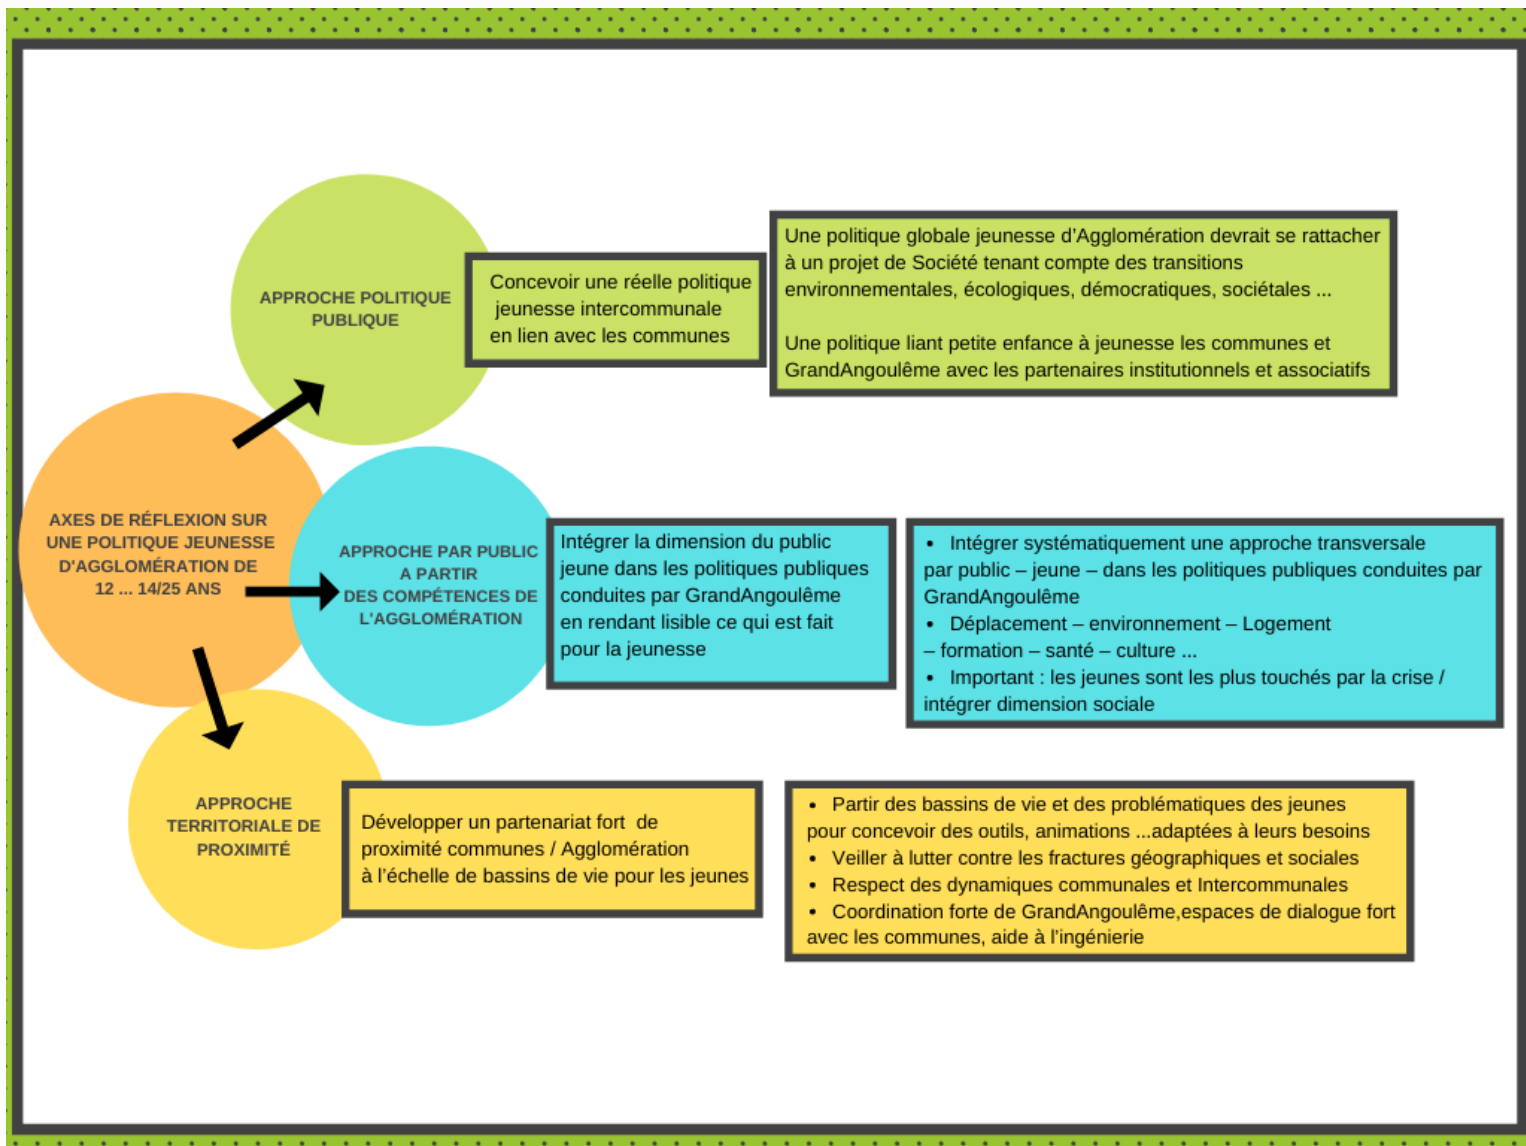 APPROCHE POLITIQUE
PUBLIQUE
Concevoir une réelle politique
jeunesse intercommunale
en lien avec les communes
Une politique globale jeunesse d'Agglomération devrait se rattacher
à un projet de Société tenant compte des transitions
environnementales, écologiques, démocratiques, sociétales ...
Une politique liant petite enfance à jeunesse les communes et
GrandAngoulême avec les partenaires institutionnels et associatifs
AXES DE RÉFLEXION SUR
UNE POLITIQUE JEUNESSE
D'AGGLOMÉRATION DE
12 ... 14/25 ANS
APPROCHE PAR PUBLIC
A PARTIR
DES COMPÉTENCES DE
L'AGGLOMÉRATION
Intégrer la dimension du public
jeune dans les politiques publiques
conduites par GrandAngoulême
en rendant lisible ce qui est fait
pour la jeunesse
• Intégrer systématiquement une approche transversale
par public – jeune – dans les politiques publiques conduites par
GrandAngoulême
• Déplacement – environnement – Logement
– formation – santé – culture ...
• Important : les jeunes sont les plus touchés par la crise /
intégrer dimension sociale
APPROCHE
TERRITORIALE DE
PROXIMITÉ
Développer un partenariat fort de
proximité communes / Agglomération
à l'échelle de bassins de vie pour les jeunes
• Partir des bassins de vie et des problématiques des jeunes
pour concevoir des outils, animations ...adaptées à leurs besoins
• Veiller à lutter contre les fractures géographiques et sociales
• Respect des dynamiques communales et Intercommunales
• Coordination forte de GrandAngoulême,espaces de dialogue fort
avec les communes, aide à l'ingénierie